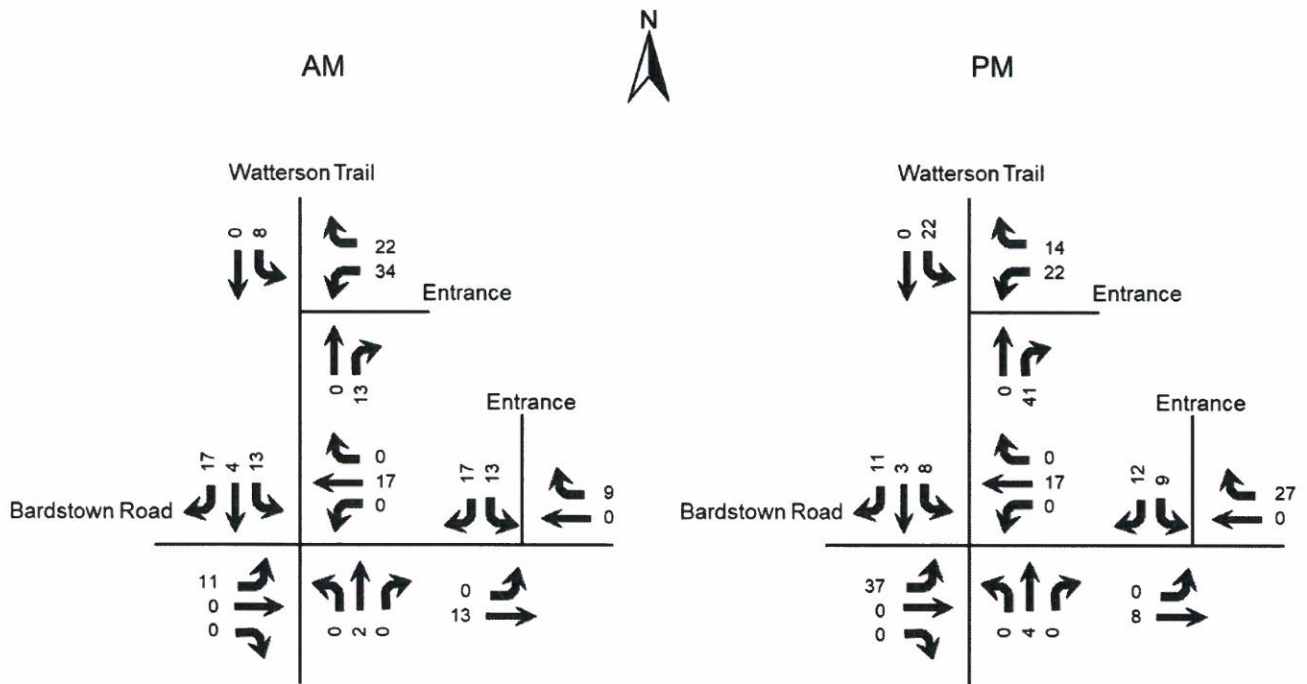 N
AM
PM
Watterson Trail
0 8
22
34
Entrance
0 13
Entrance
17 4 13
0
17
0
17 13
9
0
Bardstown Road
11
0
0
0 2 0
0
13
Watterson Trail
0 22
14
22
Entrance
0 41
Entrance
11 3 8
0
17
0
12 9
27
0
Bardstown Road
37
0
0
0 4 0
0
8